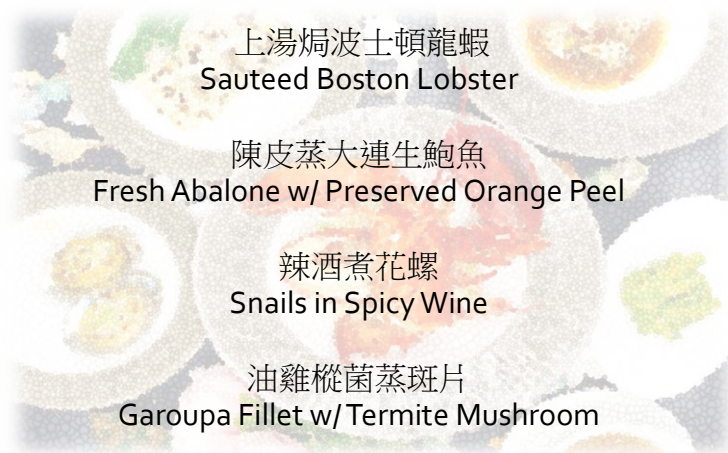 上湯焗波士頓龍蝦
Sauteed Boston Lobster
陳皮蒸大連生鮑魚
Fresh Abalone w/ Preserved Orange Peel
辣酒煮花螺
Snails in Spicy Wine
油雞樅菌蒸斑片
Garoupa Fillet w/ Termite Mushroom